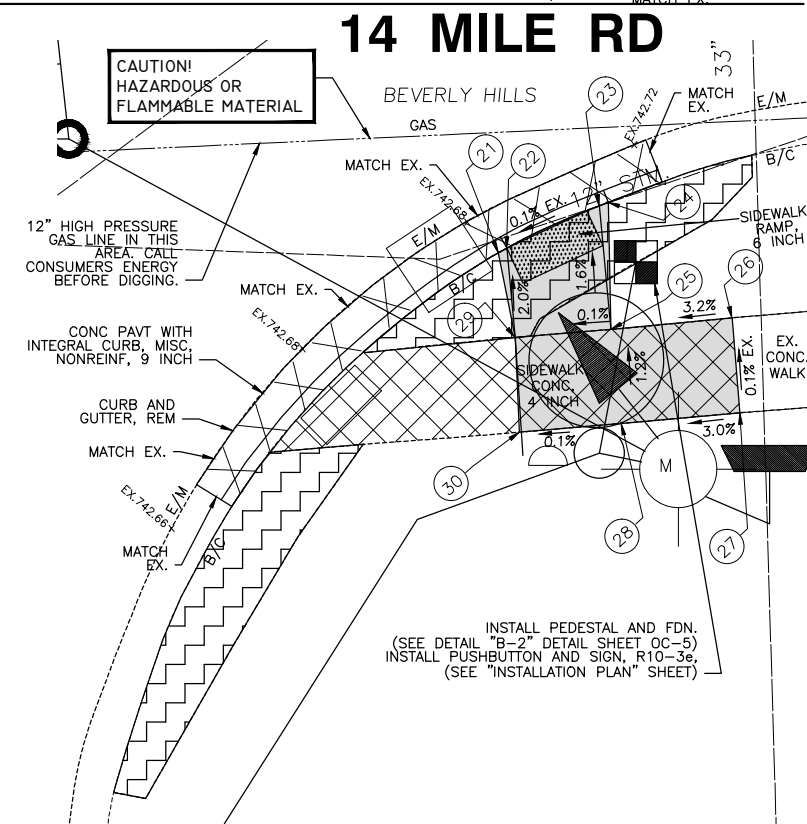 MATCH EX.
14 MILE RD
CAUTION!
HAZARDOUS OR
FLAMMABLE MATERIAL
BEVERLY HILLS
GAS
33"
23
EX.742.72
MATCH
EX.
E/M
B/C
21
22
MATCH EX.
EX.742.68
0.1%
EX. 12" STM.
24
E/M
12" HIGH PRESSURE
GAS LINE IN THIS
AREA. CALL
CONSUMERS ENERGY
BEFORE DIGGING.
SIDEWALK
RAMP,
6 INCH
B/C
1.6%
2.0%
25
26
MATCH EX.
EX.742.68
29
0.1%
3.2%
CONC PAVT WITH
INTEGRAL CURB, MISC,
NONREINF, 9 INCH
SIDEWALK
CONC,
4 INCH
1.2%
0.1% EX.
EX.
CONC.
WALK
CURB AND
GUTTER, REM
MATCH EX.
0.1%
3.0%
M
30
28
27
EX.742.66
E/M
MATCH
EX.
B/C
INSTALL PEDESTAL AND FDN.
(SEE DETAIL "B-2" DETAIL SHEET OC-5)
INSTALL PUSHBUTTON AND SIGN, R10-3e,
(SEE "INSTALLATION PLAN" SHEET)